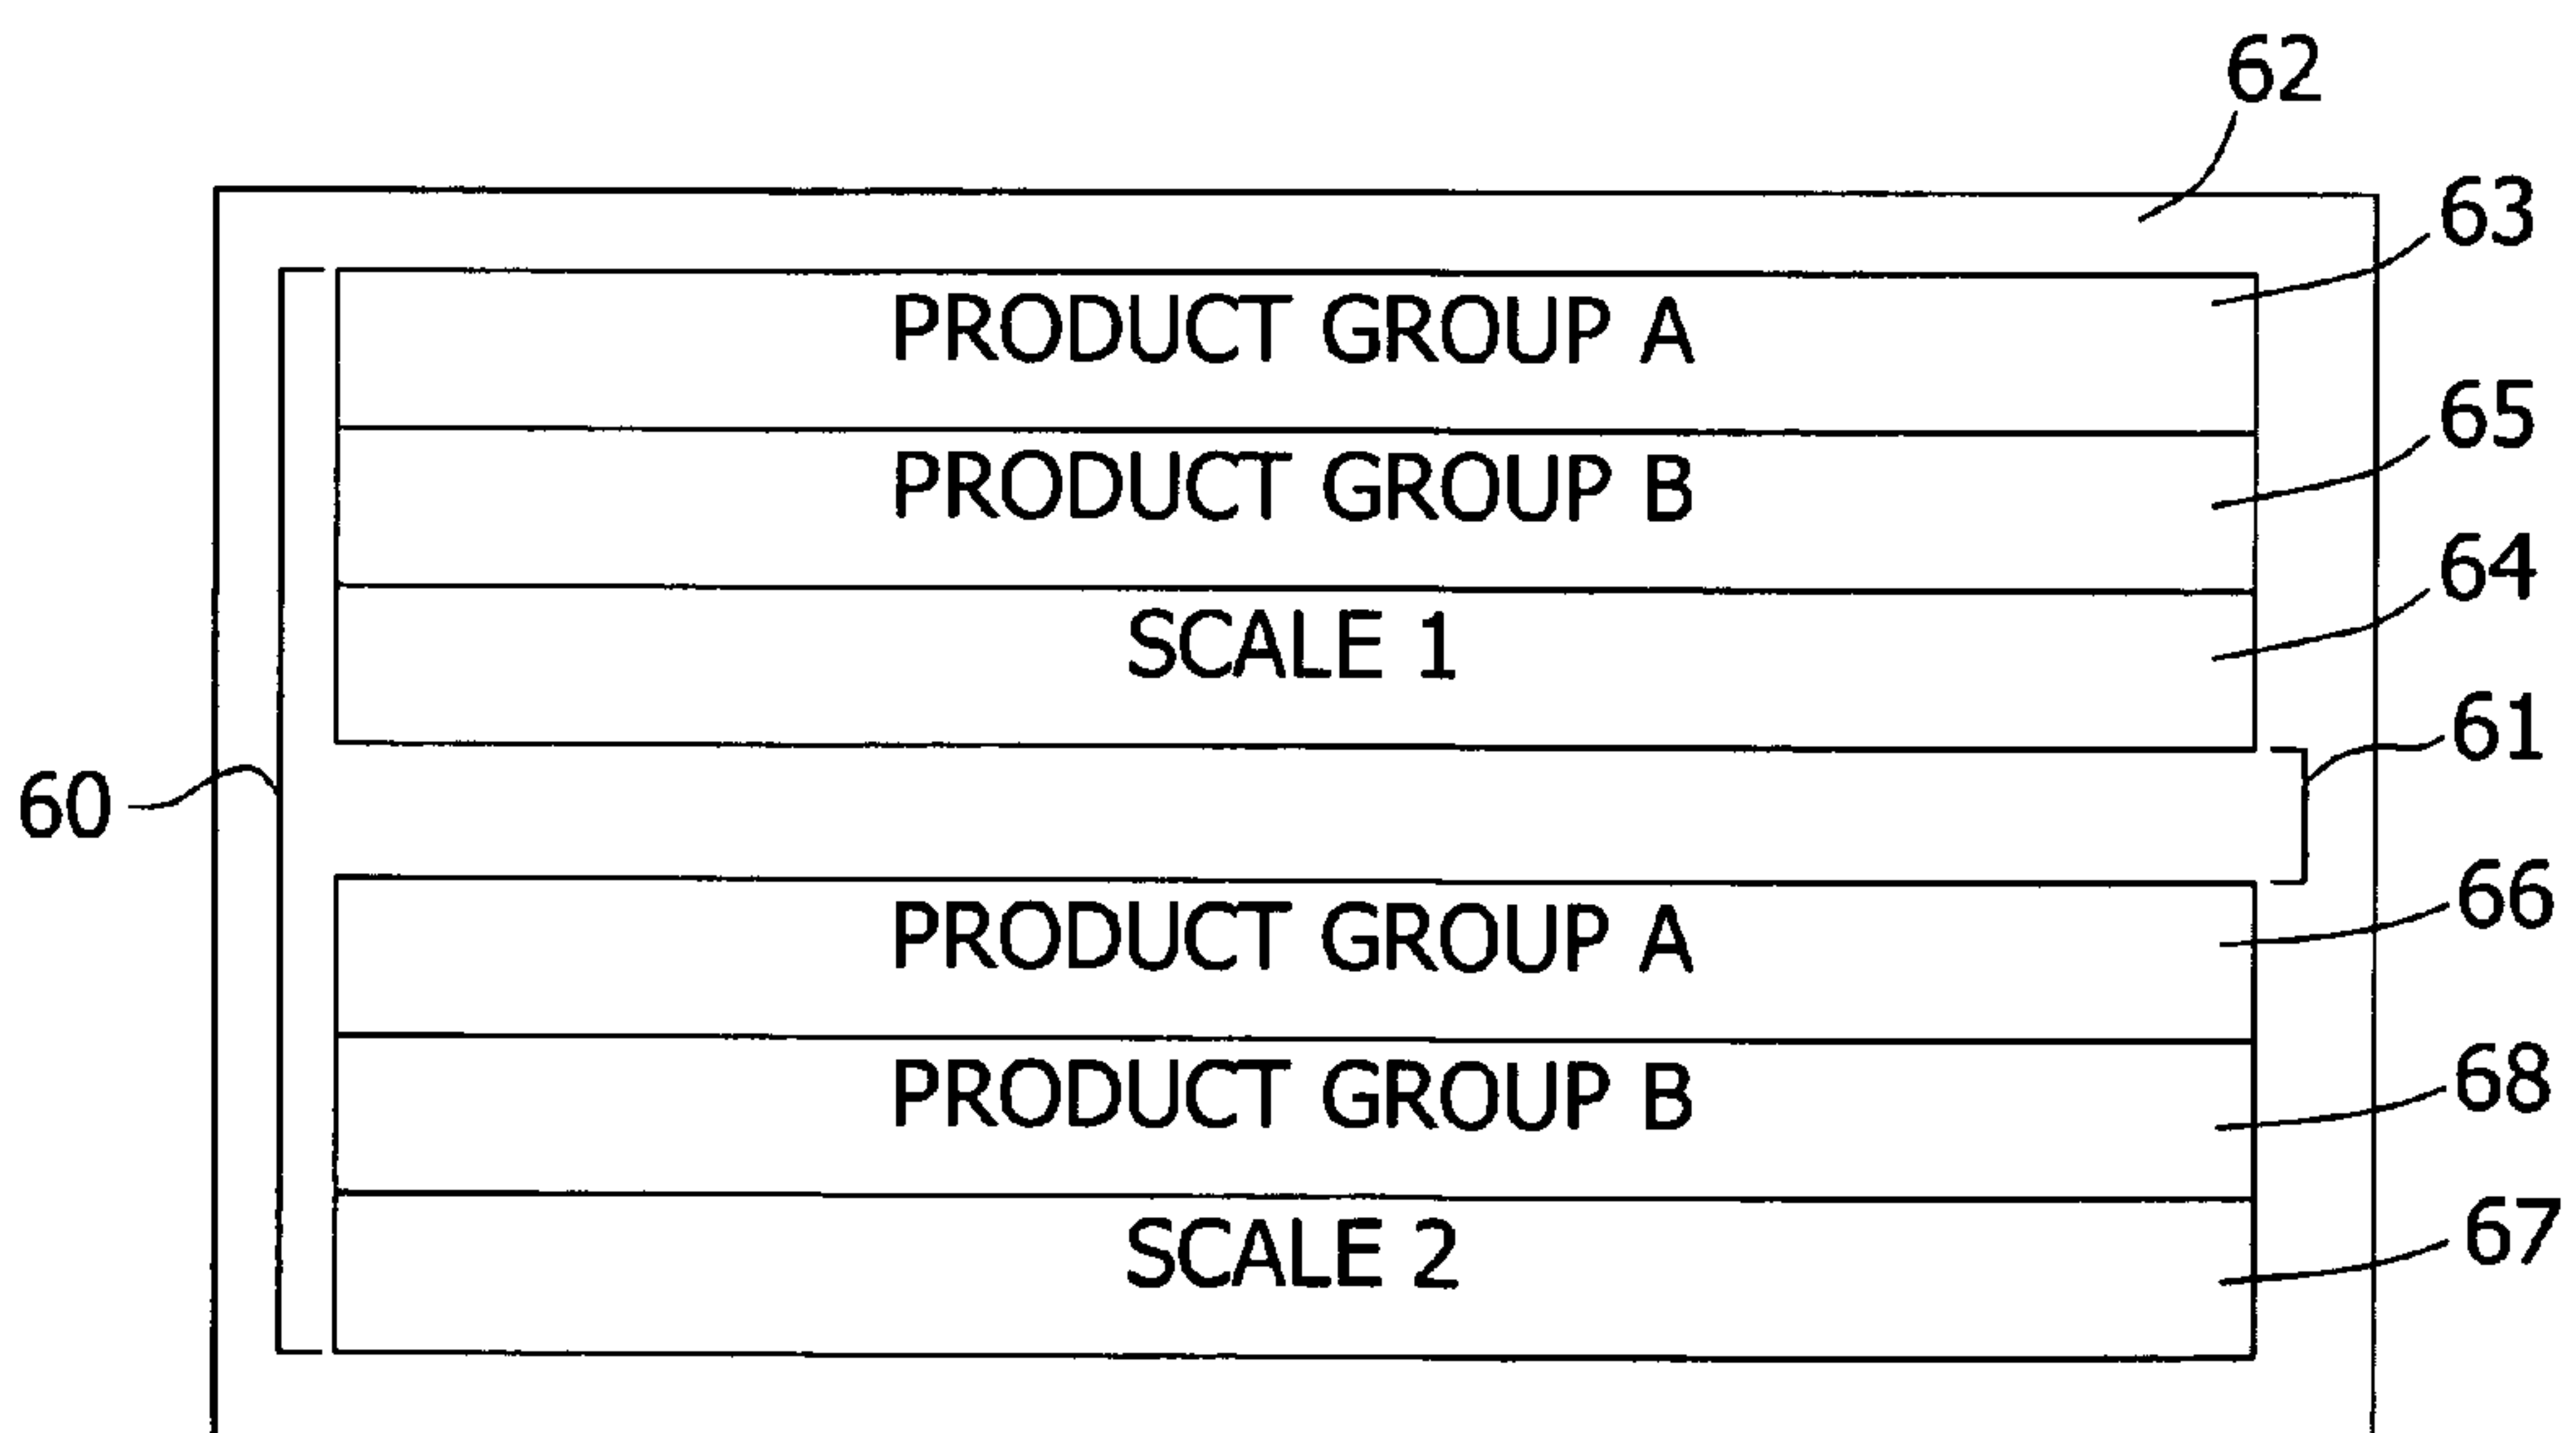 62
63
PRODUCT GROUP A
65
PRODUCT GROUP B
64
SCALE 1
61
60
66
PRODUCT GROUP A
68
PRODUCT GROUP B
67
SCALE 2